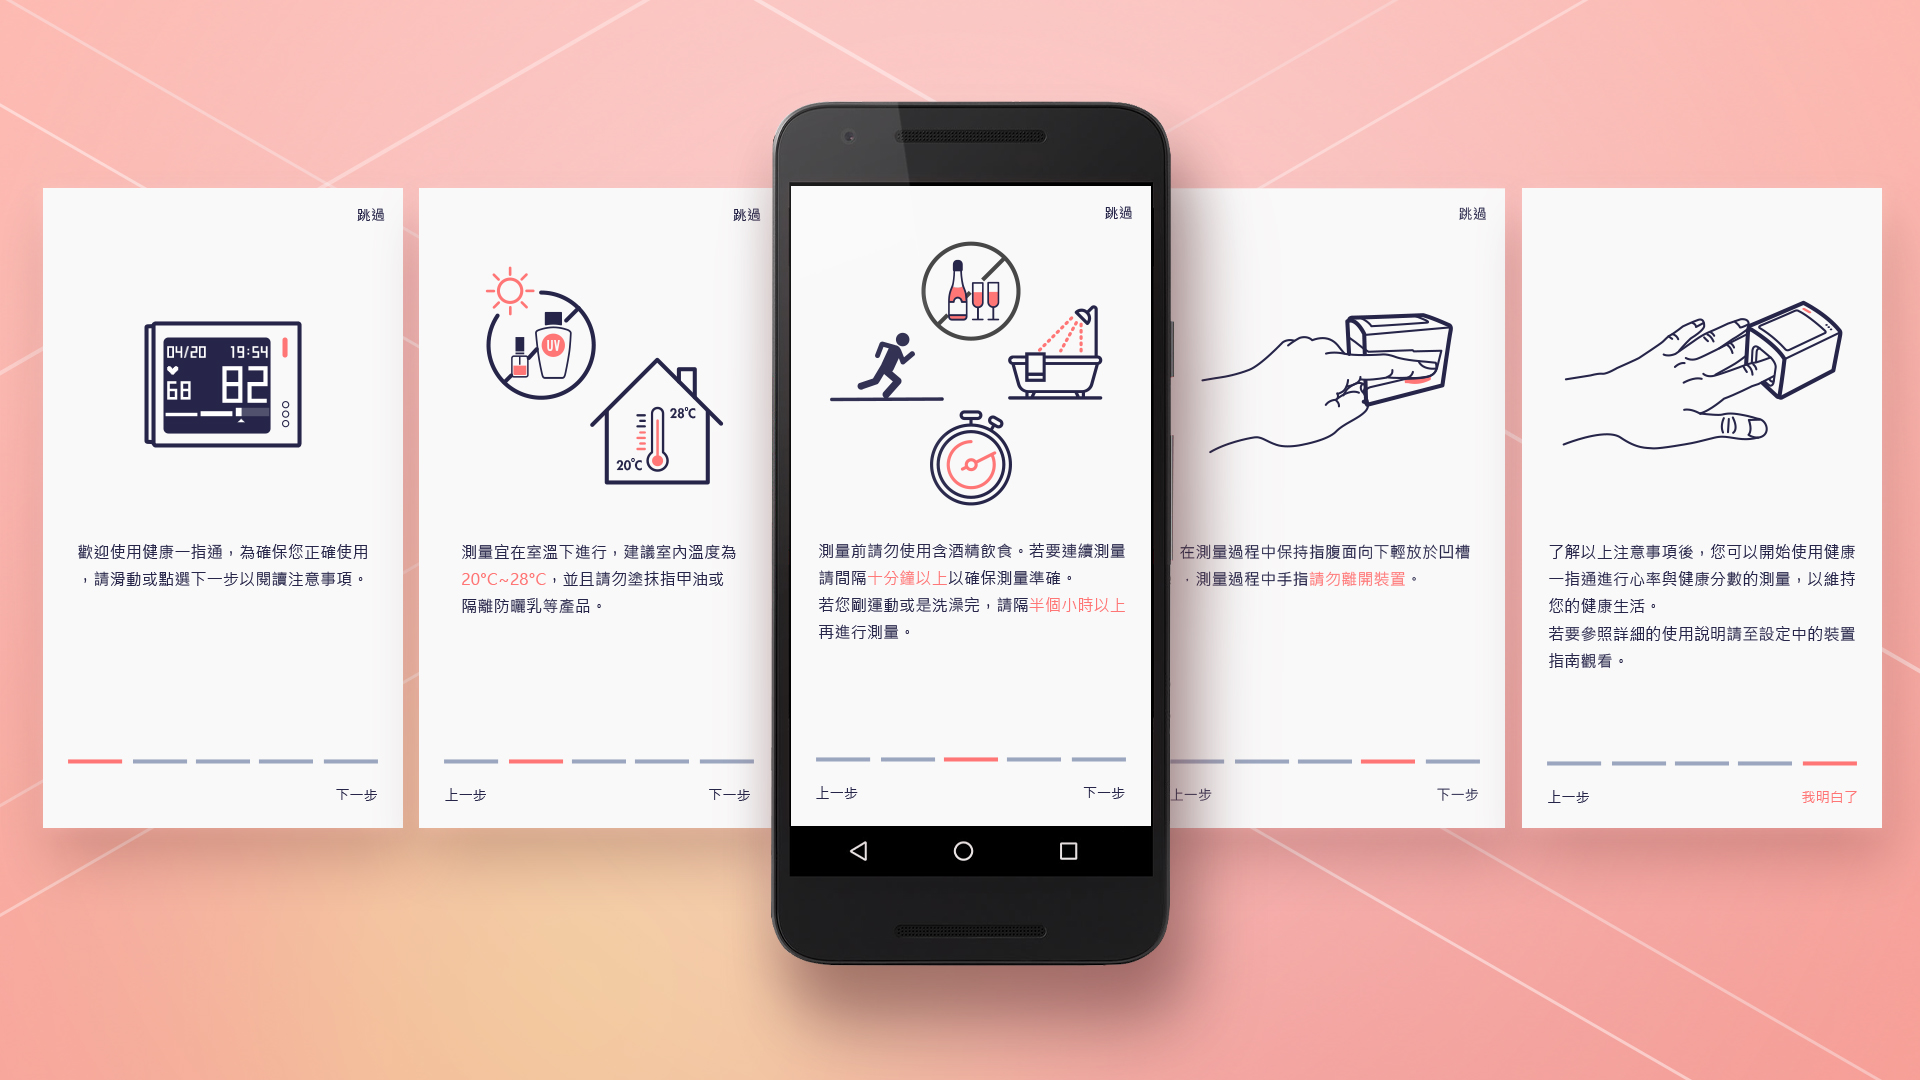 跳過
04/20 19:54
68 82
歡迎使用健康一指通，為確保您正確使用
，請滑動或點選下一步以閱讀注意事項。
下一步
跳過
UV
28°C
20°C
測量宜在室溫下進行，建議室內溫度為
20°C~28°C，並且請勿塗抹指甲油或
隔離防曬乳等產品。
上一步 下一步
跳過
測量前請勿使用含酒精飲食。若要連續測量
請間隔十分鐘以上以確保測量準確。
若您剛運動或是洗澡完，請隔半個小時以上
再進行測量。
上一步 下一步
跳過
在測量過程中保持指腹面向下輕放於凹槽
，測量過程中手指請勿離開裝置。
上一步 下一步
了解以上注意事項後，您可以開始使用健康
一指通進行心率與健康分數的測量，以維持
您的健康生活。
若要參照詳細的使用說明請至設定中的裝置
指南觀看。
上一步 我明白了